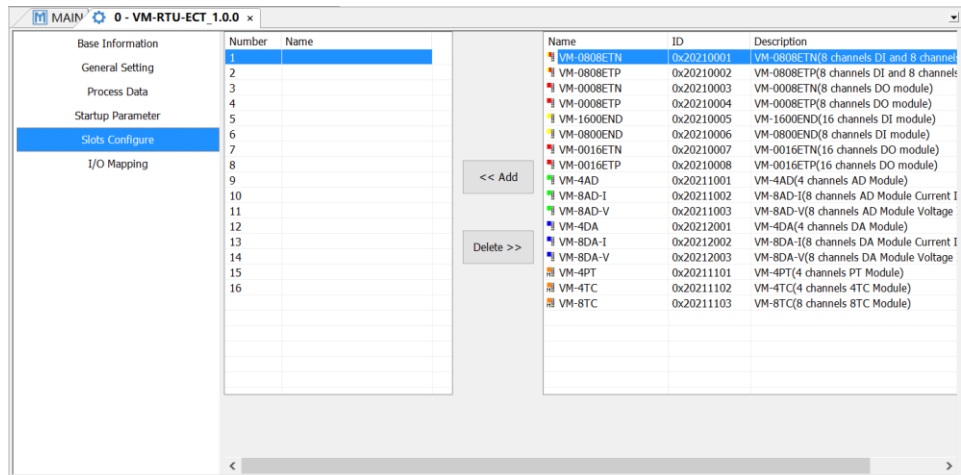 MAIN 0 - VM-RTU-ECT_1.0.0 ×
Base Information
General Setting
Process Data
Startup Parameter
Slots Configure
I/O Mapping
Number Name
1
2
3
4
5
6
7
8
9
10
11
12
13
14
15
16
<< Add
Delete >>
Name ID Description
VM-0808ETN 0x20210001 VM-0808ETN(8 channels DI and 8 channel
VM-0808ETP 0x20210002 VM-0808ETP(8 channels DI and 8 channels
VM-0008ETN 0x20210003 VM-0008ETN(8 channels DO module)
VM-0008ETP 0x20210004 VM-0008ETP(8 channels DO module)
VM-1600END 0x20210005 VM-1600END(16 channel DI module)
VM-0800END 0x20210006 VM-0800END(8 channel DI module)
VM-0016ETN 0x20210007 VM-0016ETN(16 channel DO module)
VM-0016ETP 0x20210008 VM-0016ETP(16 channel DO module)
VM-4AD 0x20211001 VM-4AD(4 channels AD Module)
VM-8AD-I 0x20211002 VM-8AD-I(8 channels AD Module Current I
VM-8AD-V 0x20211003 VM-8AD-V(8 channels AD Module Voltage
VM-4DA 0x20212001 VM-4DA(4 channels DA Module)
VM-8DA-I 0x20212002 VM-8DA-I(8 channels DA Module Current I
VM-8DA-V 0x20212003 VM-8DA-V(8 channels DA Module Voltage
VM-4PT 0x20211101 VM-4PT(4 channels PT Module)
VM-4TC 0x20211102 VM-4TC(4 channels 4TC Module)
VM-8TC 0x20211103 VM-8TC(8 channels 8TC Module)